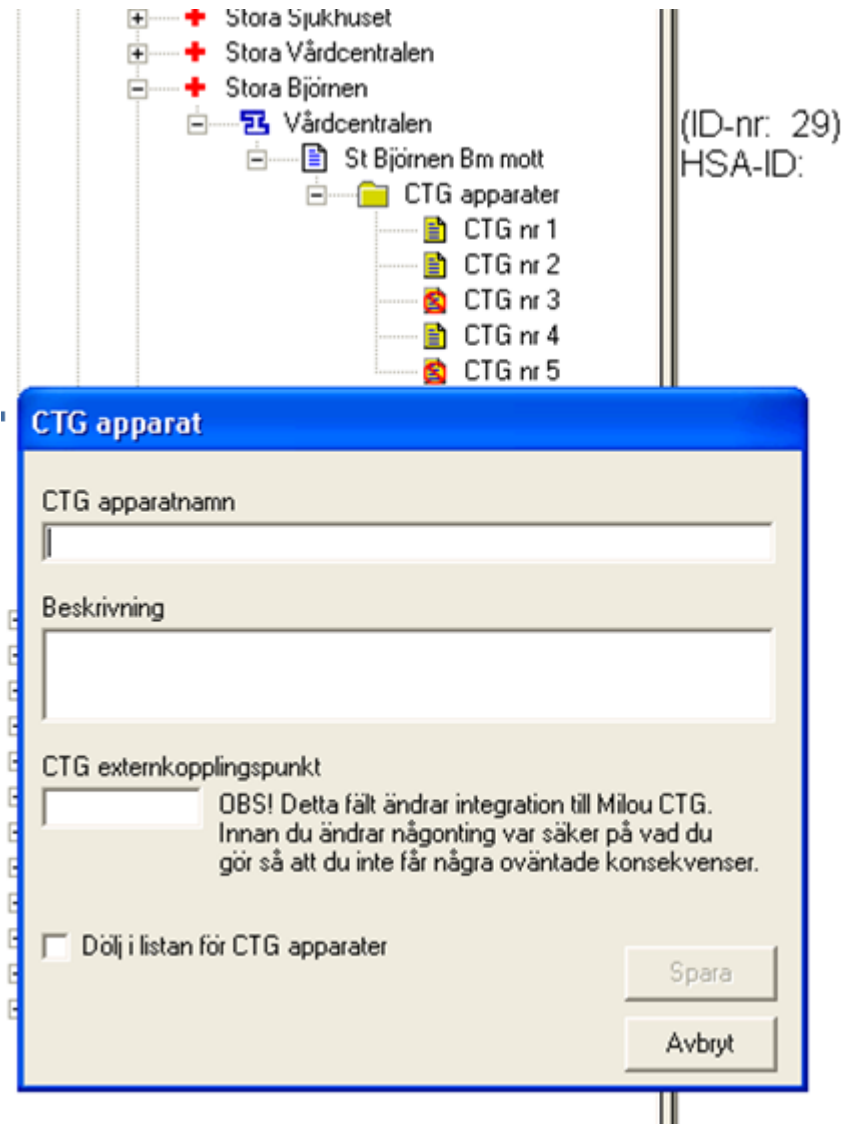 Stora Sjukhuset
Stora Vårdcentralen
Stora Björnen
Vårdcentralen
St Björnen Bm mott
CTG apparater
CTG nr 1
CTG nr 2
CTG nr 3
CTG nr 4
CTG nr 5
(ID-nr: 29)
HSA-ID:
CTG apparat
CTG apparatnamn
Beskrivning
CTG externkopplingspunkt
OBS! Detta fält ändrar integration till Milou CTG.
Innan du ändrar någonting var säker på vad du
gör så att du inte får några oväntade konsekvenser.
Dölj i listan för CTG apparater
Spara
Avbryt